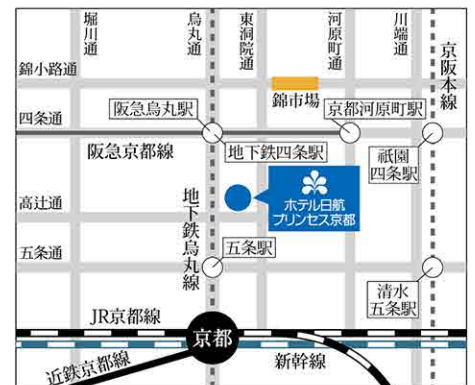 堀川通
烏丸通
東洞院通
河原町通
川端通
京阪本線
錦小路通
錦市場
四条通
阪急烏丸駅
京都河原町駅
阪急京都線
地下鉄四条駅
祇園
四条駅
高辻通
地下鉄烏丸線
ホテル日航
プリンセス京都
五条通
五条駅
清水
五条駅
JR京都線
京都
近鉄京都線
新幹線